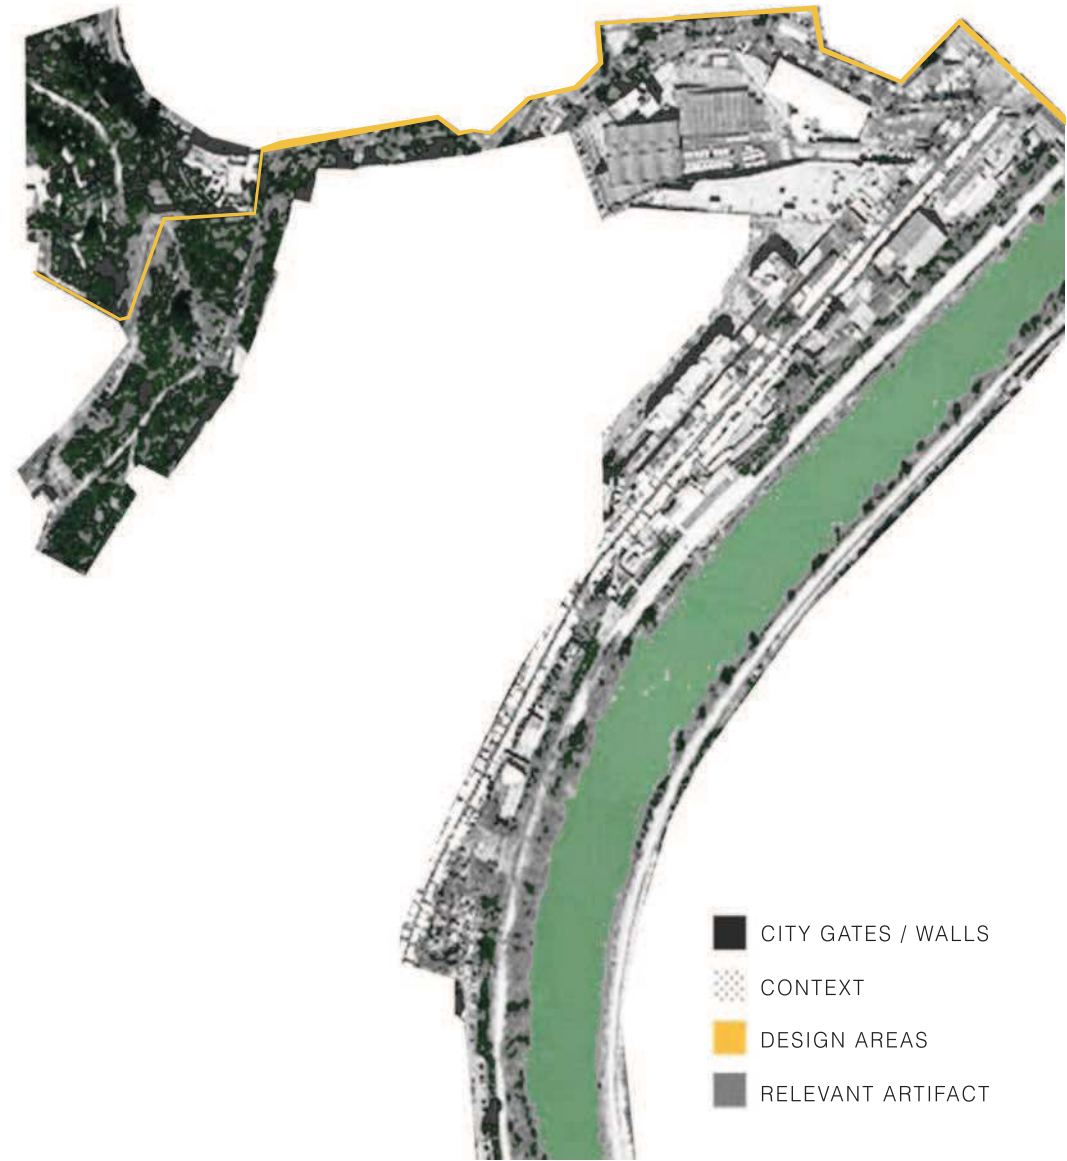 CITY GATES / WALLS
CONTEXT
DESIGN AREAS
RELEVANT ARTIFACT